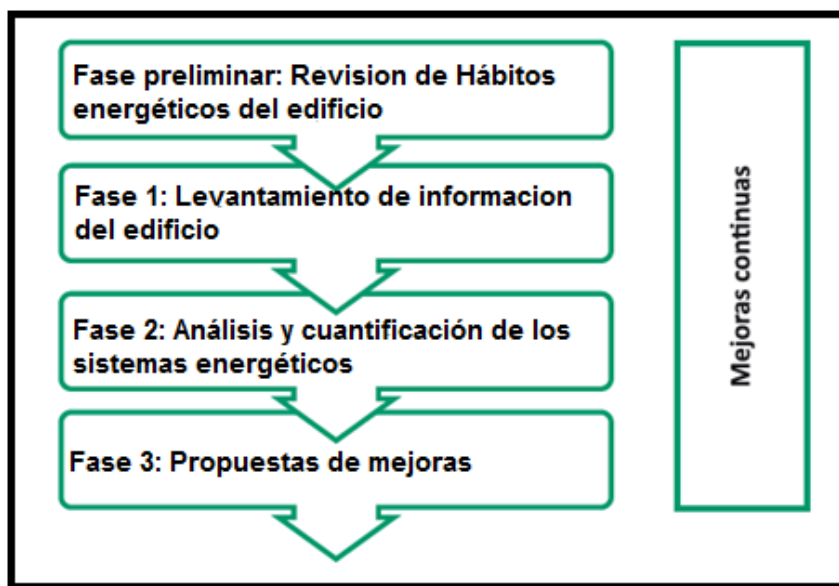 Fase preliminar: Revision de Hábitos
energéticos del edificio
Fase 1: Levantamiento de informacion
del edificio
Fase 2: Análisis y cuantificación de los
sistemas energéticos
Fase 3: Propuestas de mejoras
Mejoras continuas